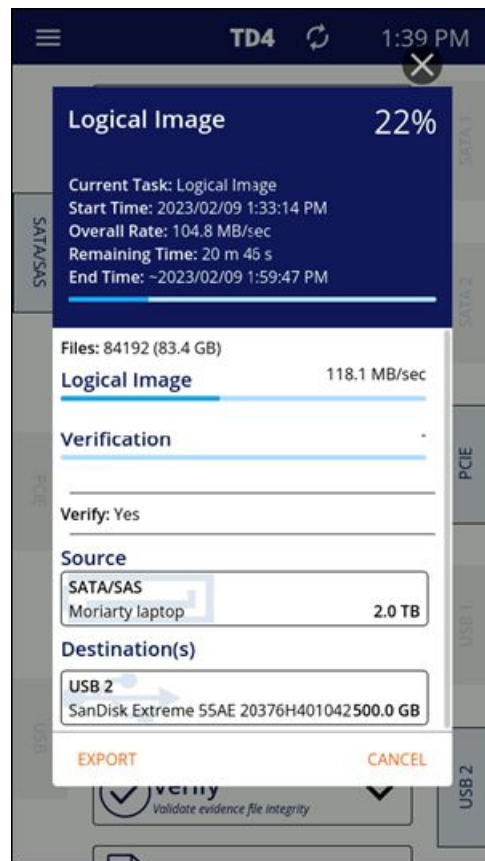 TD4 1:39 PM
Logical Image 22%
Current Task: Logical Image
Start Time: 2023/02/09 1:33:14 PM
Overall Rate: 104.8 MB/sec
Remaining Time: 20 m 46 s
End Time: ~2023/02/09 1:59:47 PM
SATA/SAS
PCIE
USB
SATA 1
SATA 2
PCIE
USB 1
USB 2
Files: 84192 (83.4 GB)
Logical Image 118.1 MB/sec
Verification -
Verify: Yes
Source
SATA/SAS
Moriarty laptop 2.0 TB
Destination(s)
USB 2
SanDisk Extreme 55AE 20376H401042 500.0 GB
EXPORT CANCEL
Verify
Validate evidence file integrity